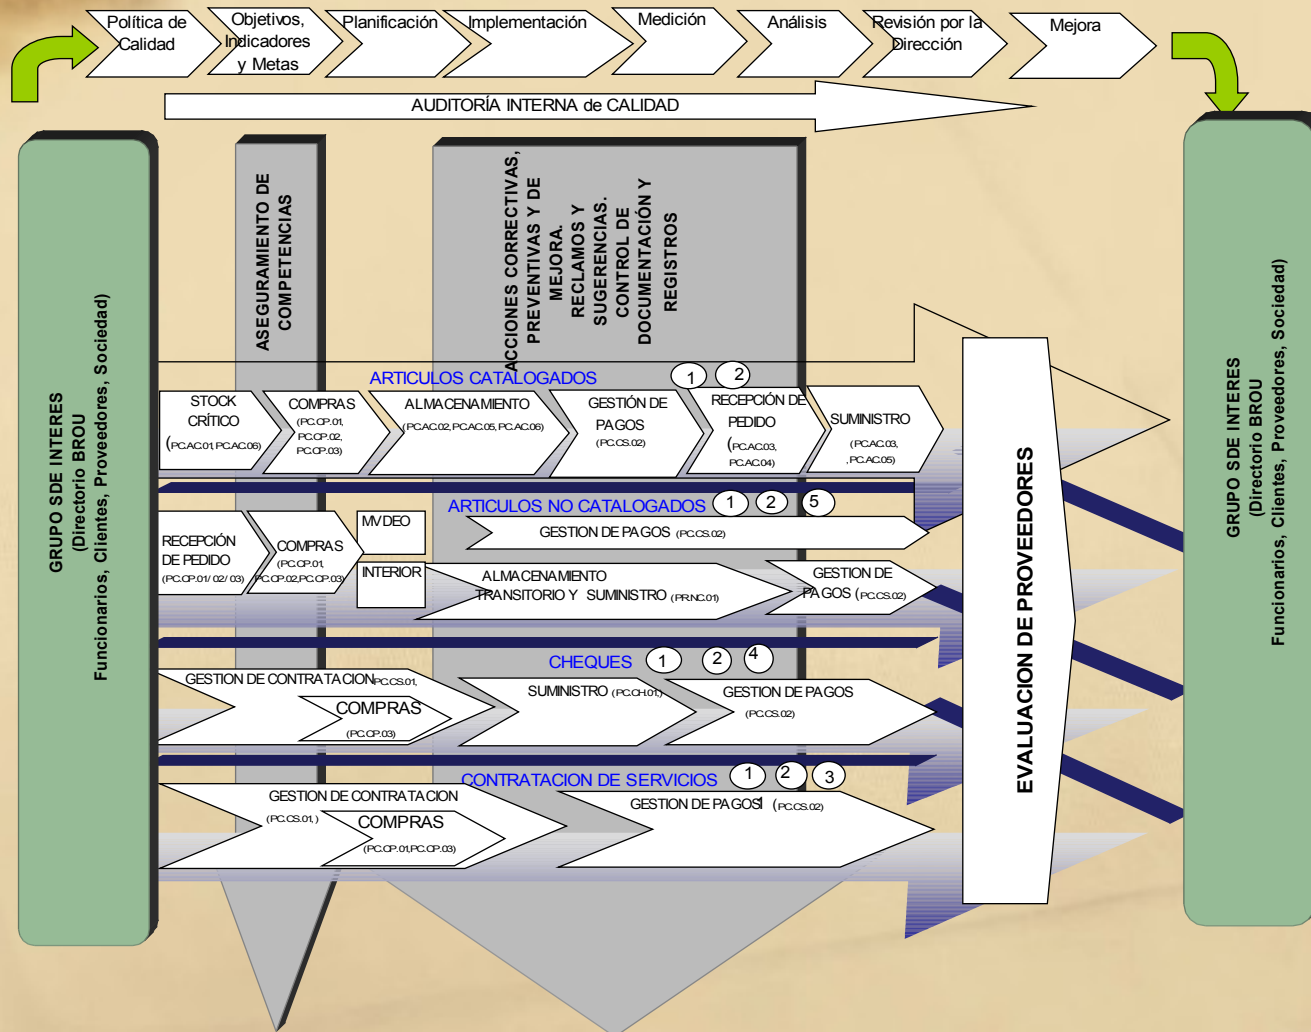 Política de
Calidad
Objetivos,
Indicadores
y Metas
Planificación
Implementación
Medición
Análisis
Revisión por la
Dirección
Mejora
AUDITORÍA INTERNA de CALIDAD
GRUPO SDE INTERES
(Directorio BROU
Funcionarios, Clientes, Proveedores, Sociedad)
ASEGURAMIENTO DE
COMPETENCIAS
ACCIONES CORRECTIVAS,
PREVENTIVAS Y DE
MEJORA.
RECLAMOS Y
SUGERENCIAS.
CONTROL DE
DOCUMENTACIÓN Y
REGISTROS
ARTICULOS CATALOGADOS
1
2
STOCK
CRÍTICO
(PC.AC.01, PC.AC.06)
COMPRAS
(PC.CP.01,
PC.CP.02,
PC.CP.03)
ALMACENAMIENTO
(PC.AC.02, PC.AC.05, PC.AC.06)
GESTIÓN DE
PAGOS
(PC.CS.02)
RECEPCIÓN DE
PEDIDO
(PC.AC.03,
PC.AC.04)
SUMINISTRO
(PC.AC.03,
,PC.AC.05)
ARTICULOS NO CATALOGADOS
1
2
5
RECEPCIÓN
DE PEDIDO
(PC.CP.01/ 02/ 03)
COMPRAS
(PC.CP.01,
PC.CP.02,PC.CP.03)
MVDEO
INTERIOR
GESTION DE PAGOS (PC.CS.02)
ALMACENAMIENTO
TRANSITORIO Y SUMINISTRO (PR.NC.01)
GESTION DE
PAGOS (PC.CS.02)
CHEQUES
1
2
4
GESTION DE CONTRATACION PC.CS.01,
COMPRAS
(PC.CP.03)
SUMINISTRO (PC.CH.01,)
GESTION DE PAGOS
(PC.CS.02)
CONTRATACION DE SERVICIOS
1
2
3
GESTION DE CONTRATACION
(PC.CS.01, )
COMPRAS
(PC.CP.01,PC.CP.03)
GESTION DE PAGOS1 (PC.CS.02)
EVALUACION DE PROVEEDORES
GRUPO SDE INTERES
(Directorio BROU
Funcionarios, Clientes, Proveedores, Sociedad)